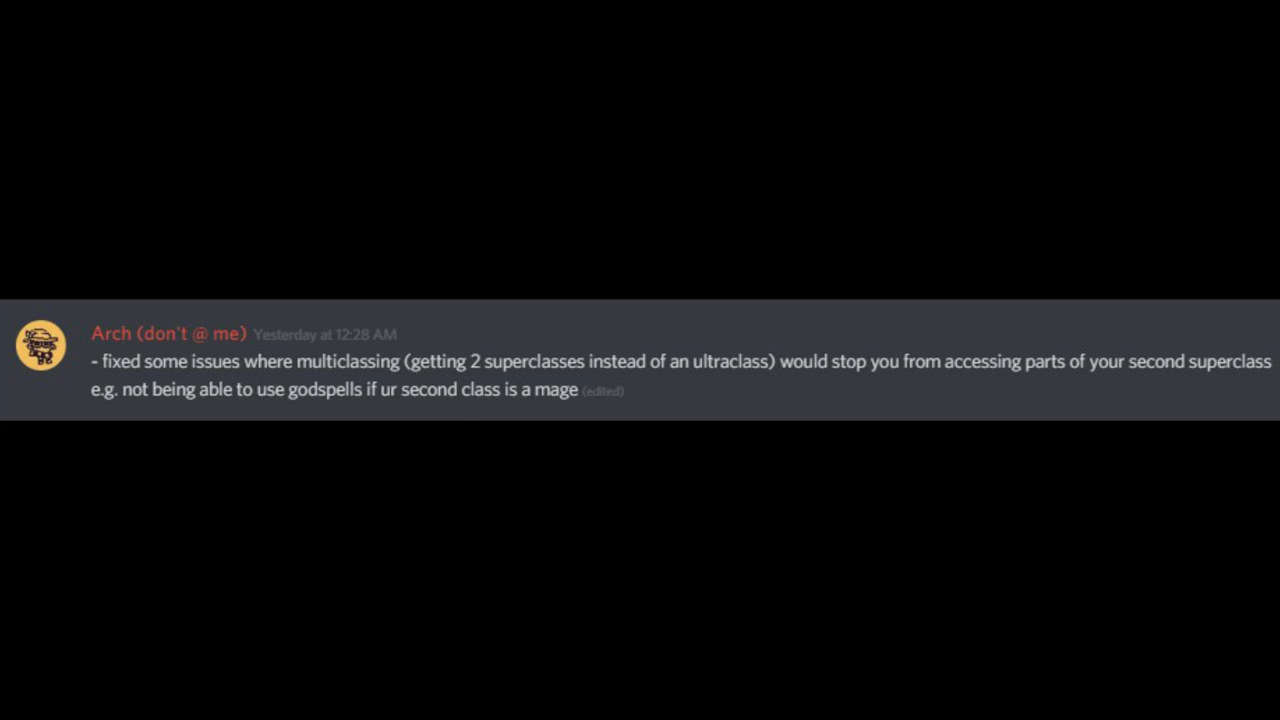 Arch (don't @ me) Yesterday at 12:28 AM
- fixed some issues where multiclassing (getting 2 superclasses instead of an ultraclass) would stop you from accessing parts of your second superclass
e.g. not being able to use godspells if ur second class is a mage (edited)